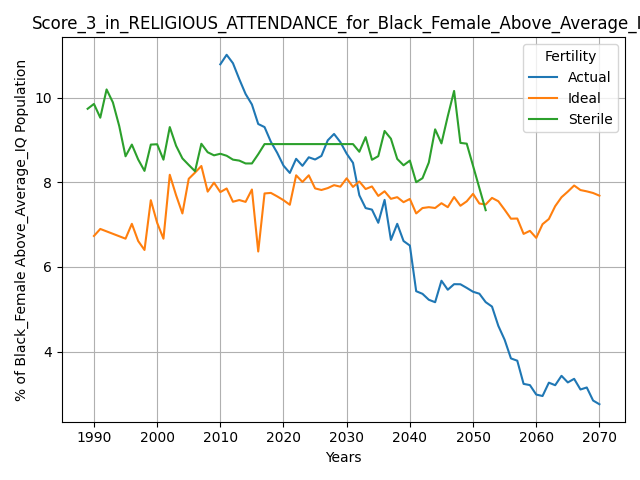 Score_3_in_RELIGIOUS_ATTENDANCE_for_Black_Female_Above_Average_I
Fertility
Actual
Ideal
Sterile
% of Black_Female Above_Average_IQ Population
10
8
6
4
1990 2000 2010 2020 2030 2040 2050 2060 2070
Years